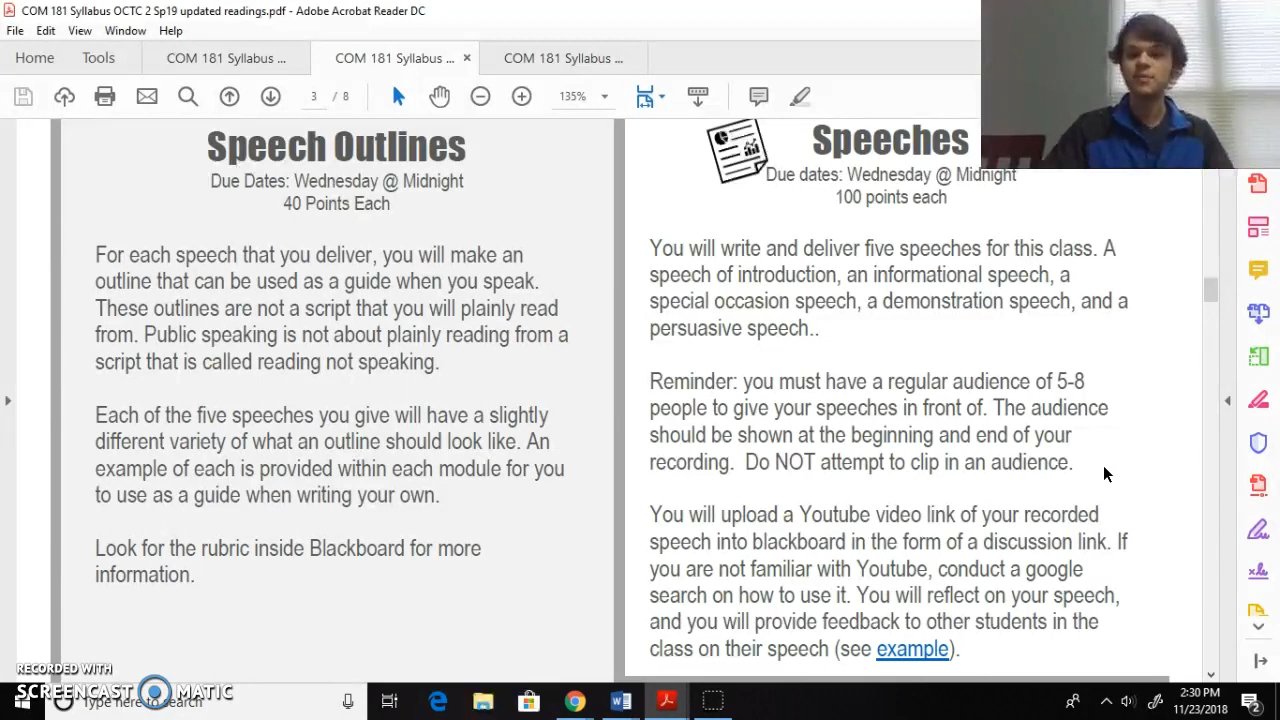 COM 181 Syllabus OCTC 2 Sp19 updated readings.pdf - Adobe Acrobat Reader DC
File Edit View Window Help
Home Tools COM 181 Syllabus ... COM 181 Syllabus ... × COM 181 Syllabus ...
3 / 8 135%
Speech Outlines
Due Dates: Wednesday @ Midnight
40 Points Each
For each speech that you deliver, you will make an
outline that can be used as a guide when you speak.
These outlines are not a script that you will plainly read
from. Public speaking is not about plainly reading from a
script that is called reading not speaking.
Each of the five speeches you give will have a slightly
different variety of what an outline should look like. An
example of each is provided within each module for you
to use as a guide when writing your own.
Look for the rubric inside Blackboard for more
information.
Speeches
Due dates: Wednesday @ Midnight
100 points each
You will write and deliver five speeches for this class. A
speech of introduction, an informational speech, a
special occasion speech, a demonstration speech, and a
persuasive speech..
Reminder: you must have a regular audience of 5-8
people to give your speeches in front of. The audience
should be shown at the beginning and end of your
recording. Do NOT attempt to clip in an audience.
You will upload a Youtube video link of your recorded
speech into blackboard in the form of a discussion link. If
you are not familiar with Youtube, conduct a google
search on how to use it. You will reflect on your speech,
and you will provide feedback to other students in the
class on their speech (see example).
RECORDED WITH
SCREENCAST MATIC
Type here to search
2:30 PM
11/23/2018
2